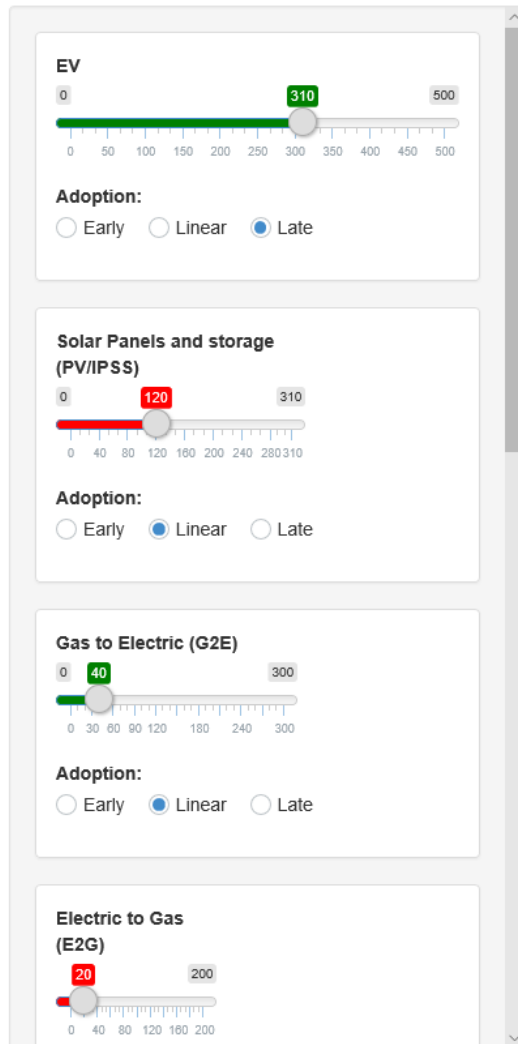 EV
0 310 500
0 50 100 150 200 250 300 350 400 450 500
Adoption:
Early Linear Late
Solar Panels and storage
(PV/IPSS)
0 120 310
0 40 80 120 160 200 240 280 310
Adoption:
Early Linear Late
Gas to Electric (G2E)
0 40 300
0 30 60 90 120 180 240 300
Adoption:
Early Linear Late
Electric to Gas
(E2G)
20 200
0 40 80 120 160 200